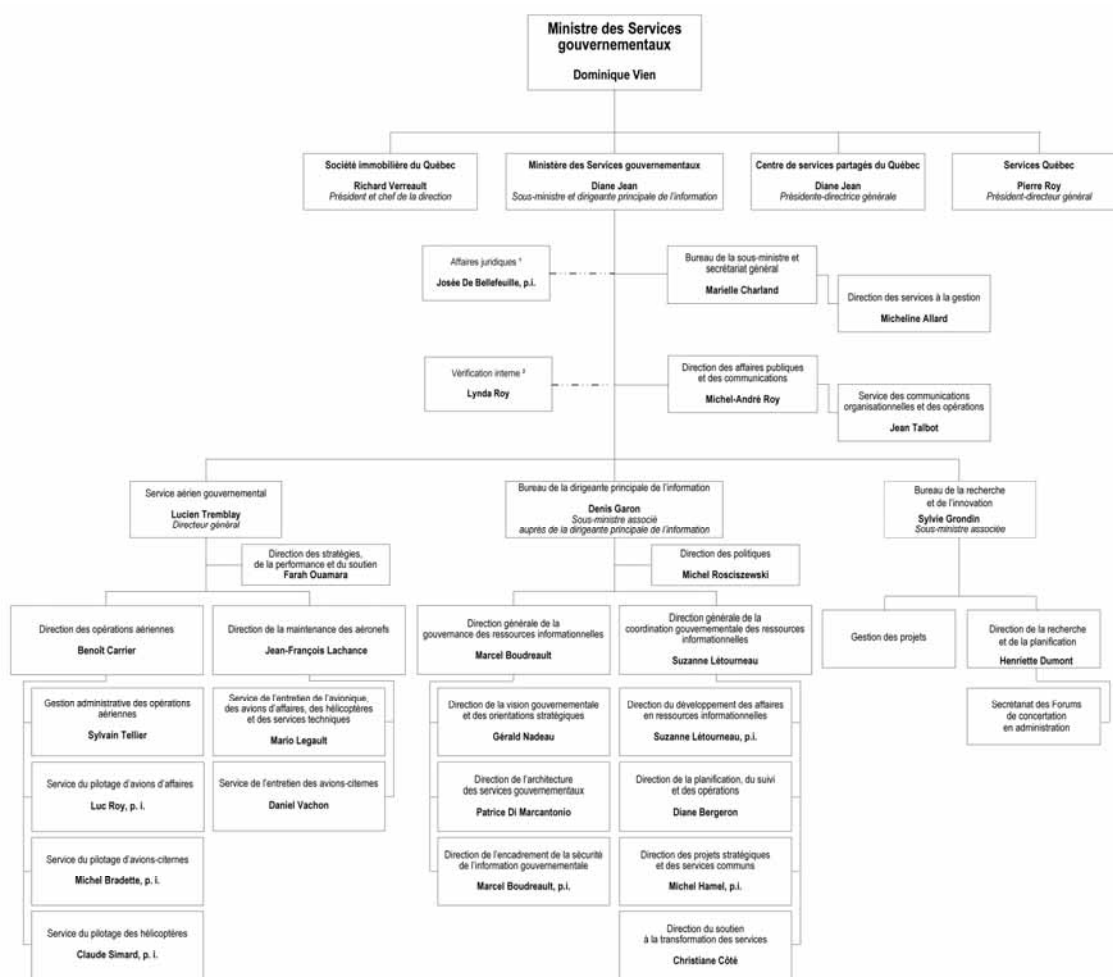 Ministre des Services
gouvernementaux
Dominique Vien
Société immobilière du Québec
Richard Verreault
Président et chef de la direction
Ministère des Services gouvernementaux
Diane Jean
Sous-ministre et dirigeante principale de l'information
Centre de services partagés du Québec
Diane Jean
Présidente-directrice générale
Services Québec
Pierre Roy
Président-directeur général
Affaires juridiques ¹
Josée De Bellefeuille, p.i.
Bureau de la sous-ministre et
secrétariat général
Marielle Charland
Direction des services à la gestion
Micheline Allard
Vérification interne ²
Lynda Roy
Direction des affaires publiques
et des communications
Michel-André Roy
Service des communications
organisationnelles et des opérations
Jean Talbot
Service aérien gouvernemental
Lucien Tremblay
Directeur général
Bureau de la dirigeante principale de l'information
Denis Garon
Sous-ministre associé
auprès de la dirigeante principale de l'information
Bureau de la recherche
et de l'innovation
Sylvie Grondin
Sous-ministre associée
Direction des stratégies,
de la performance et du soutien
Farah Ouamara
Direction des politiques
Michel Rosciszewski
Direction des opérations aériennes
Benoît Carrier
Direction de la maintenance des aéronefs
Jean-François Lachance
Direction générale de la
gouvernance des ressources informationnelles
Marcel Boudreault
Direction générale de la
coordination gouvernementale des ressources
informationnelles
Suzanne Létourneau
Gestion des projets
Direction de la recherche
et de la planification
Henriette Dumont
Gestion administrative des opérations
aériennes
Sylvain Tellier
Service de l'entretien de l'avionique,
des avions d'affaires, des hélicoptères
et des services techniques
Mario Legault
Direction de la vision gouvernementale
et des orientations stratégiques
Gérald Nadeau
Direction du développement des affaires
en ressources informationnelles
Suzanne Létourneau, p.i.
Secrétariat des Forums
de concertation
en administration
Service du pilotage d'avions d'affaires
Luc Roy, p. i.
Service de l'entretien des avions-citernes
Daniel Vachon
Direction de l'architecture
des services gouvernementaux
Patrice Di Marcantonio
Direction de la planification, du suivi
et des opérations
Diane Bergeron
Service du pilotage d'avions-citernes
Michel Bradette, p. i.
Direction de l'encadrement de la sécurité
de l'information gouvernementale
Marcel Boudreault, p.i.
Direction des projets stratégiques
et des services communs
Michel Hamel, p.i.
Service du pilotage des hélicoptères
Claude Simard, p. i.
Direction du soutien
à la transformation des services
Christiane Côté